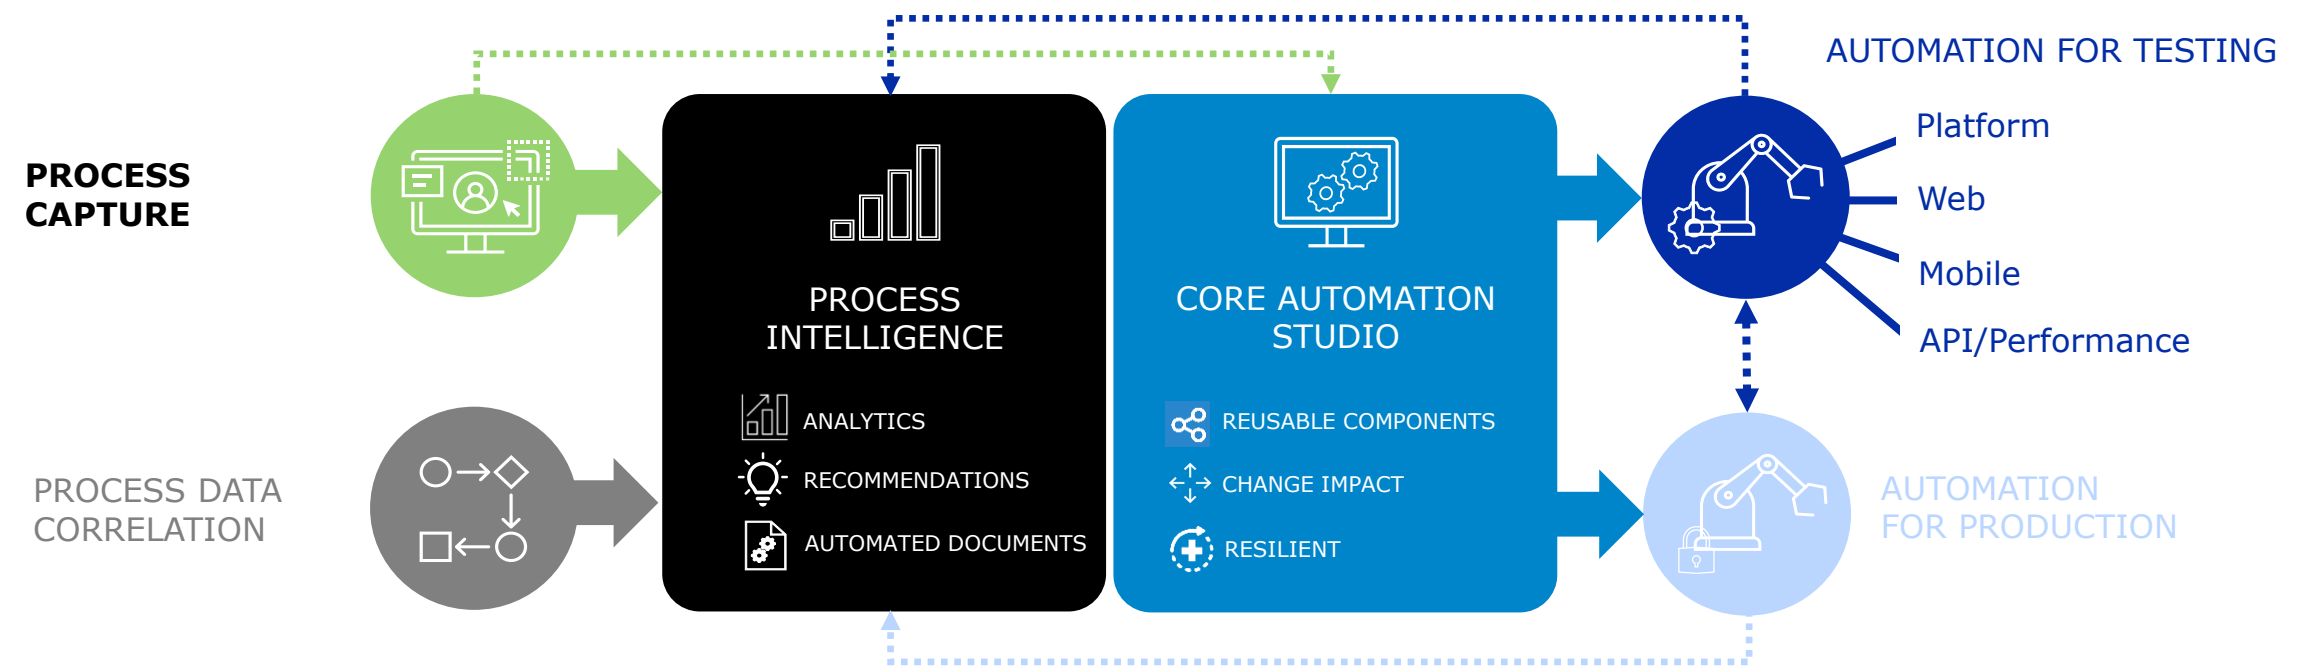 PROCESS
CAPTURE
PROCESS DATA
CORRELATION
PROCESS
INTELLIGENCE
ANALYTICS
RECOMMENDATIONS
AUTOMATED DOCUMENTS
CORE AUTOMATION
STUDIO
REUSABLE COMPONENTS
CHANGE IMPACT
RESILIENT
AUTOMATION FOR TESTING
Platform
Web
Mobile
API/Performance
AUTOMATION
FOR PRODUCTION